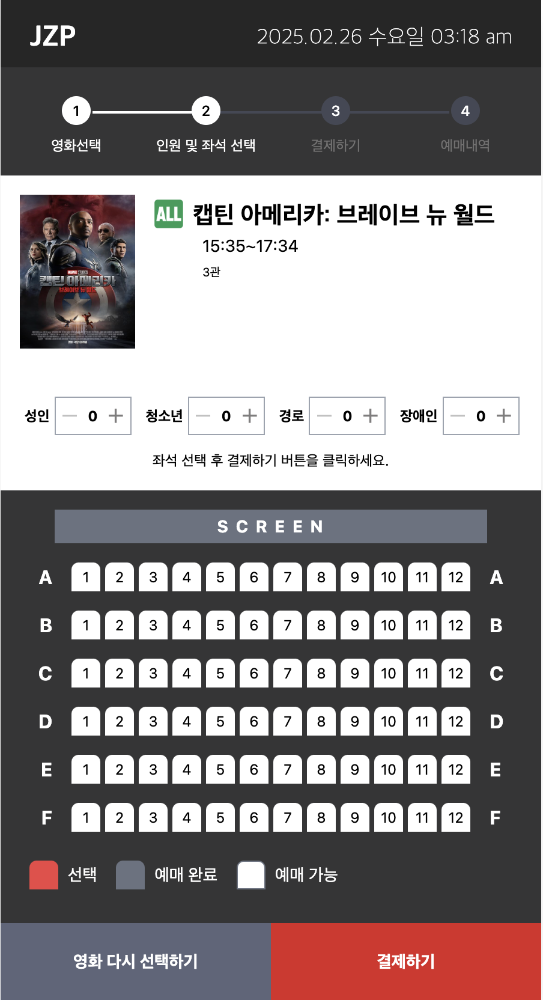 JZP
2025.02.26 수요일 03:18 am
1 2 3 4
영화선택 인원 및 좌석 선택 결제하기 예매내역
ALL 캡틴 아메리카: 브레이브 뉴 월드
15:35~17:34
3관
MARVEL STUDIOS
캡틴 아메리카
브레이브 뉴 월드
2월 극장 대개봉
성인 0 청소년 0 경로 0 장애인 0
좌석 선택 후 결제하기 버튼을 클릭하세요.
SCREEN
A 1 2 3 4 5 6 7 8 9 10 11 12 A
B 1 2 3 4 5 6 7 8 9 10 11 12 B
C 1 2 3 4 5 6 7 8 9 10 11 12 C
D 1 2 3 4 5 6 7 8 9 10 11 12 D
E 1 2 3 4 5 6 7 8 9 10 11 12 E
F 1 2 3 4 5 6 7 8 9 10 11 12 F
선택 예매 완료 예매 가능
영화 다시 선택하기 결제하기